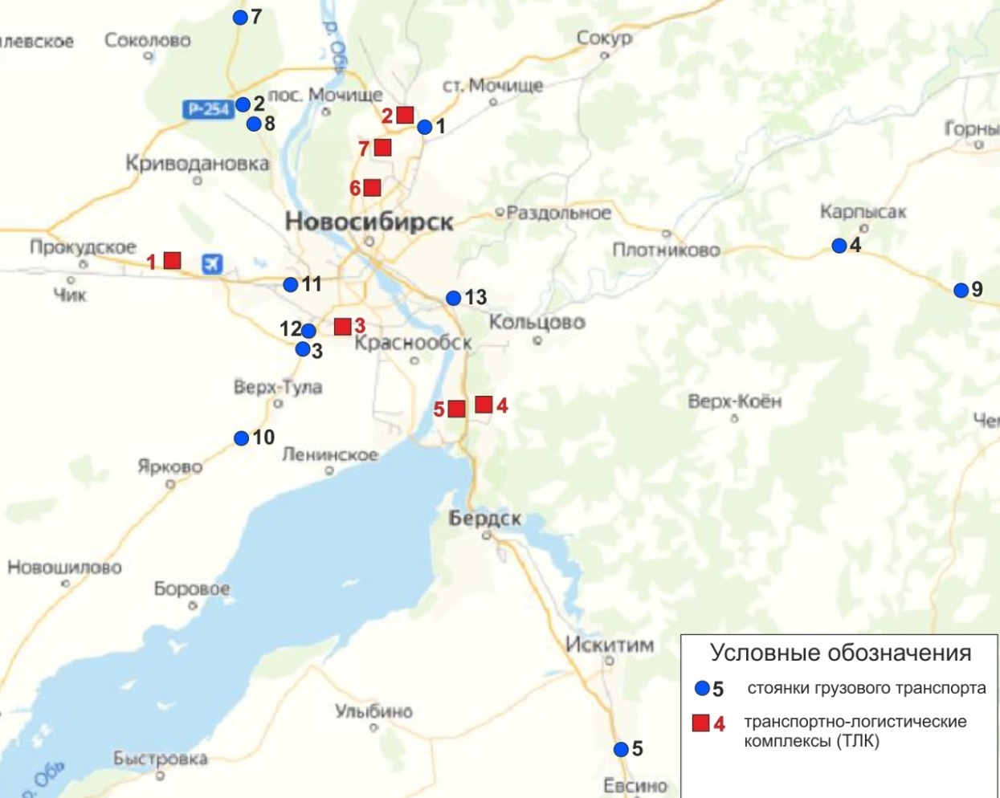 7
р. Обь
Сокур
илевское
Соколово
ст. Мочище
пос. Мочище
Р-254
2
8
2
1
7
Горны
Криводановка
6
Новосибирск
Раздольное
Карпысак
Прокудское
1
Плотниково
4
Чик
11
13
9
12
3
3
Кольцово
Краснообск
Верх-Тула
5
4
Верх-Коён
Чег
10
Ярково
Ленинское
Бердск
Новошилово
Боровое
Искитим
Условные обозначения
5 стоянки грузового транспорта
4 транспортно-логистические
комплексы (ТЛК)
Улыбино
5
Быстровка
р. Обь
Евсино